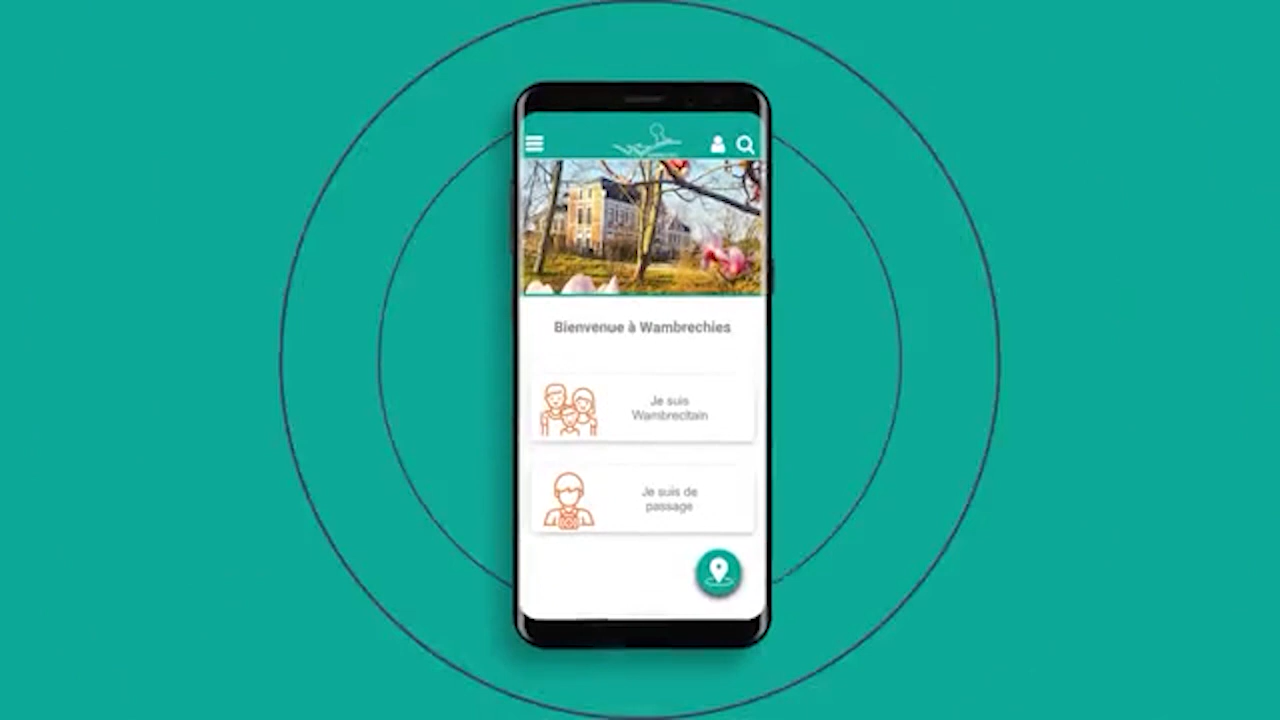 Bienvenue à Wambrechies
Je suis
Wambrecitain
Je suis de
passage